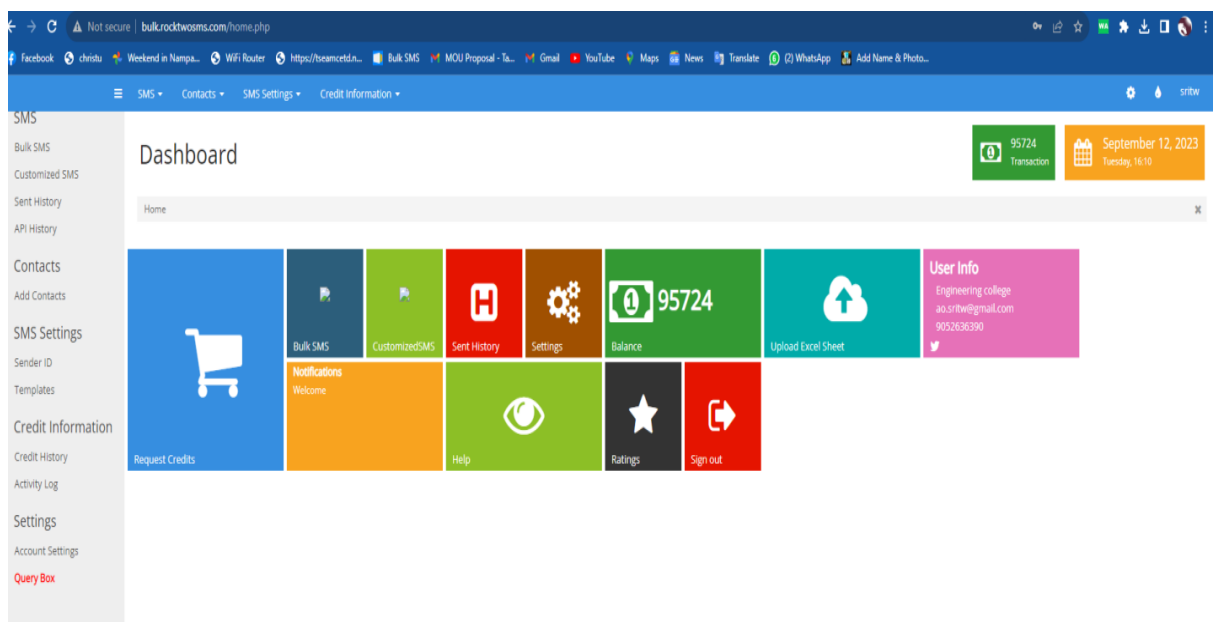 Not secure | bulk.rocktwosms.com/home.php
Facebook christu Weekend in Nampa... WiFi Router https://tseamcetd.n... Bulk SMS MOU Proposal - Ta... Gmail YouTube Maps News Translate (2) WhatsApp Add Name & Photo...
SMS Contacts SMS Settings Credit Information sritw
SMS
Bulk SMS
Customized SMS
Sent History
API History
Contacts
Add Contacts
SMS Settings
Sender ID
Templates
Credit Information
Credit History
Activity Log
Settings
Account Settings
Query Box
Dashboard
95724
Transaction
September 12, 2023
Tuesday, 16:10
Home
Request Credits
Bulk SMS
CustomizedSMS
Sent History
Settings
95724
Balance
Upload Excel Sheet
User Info
Engineering college
ao.sritw@gmail.com
9052636390
Notifications
Welcome
Help
Ratings
Sign out